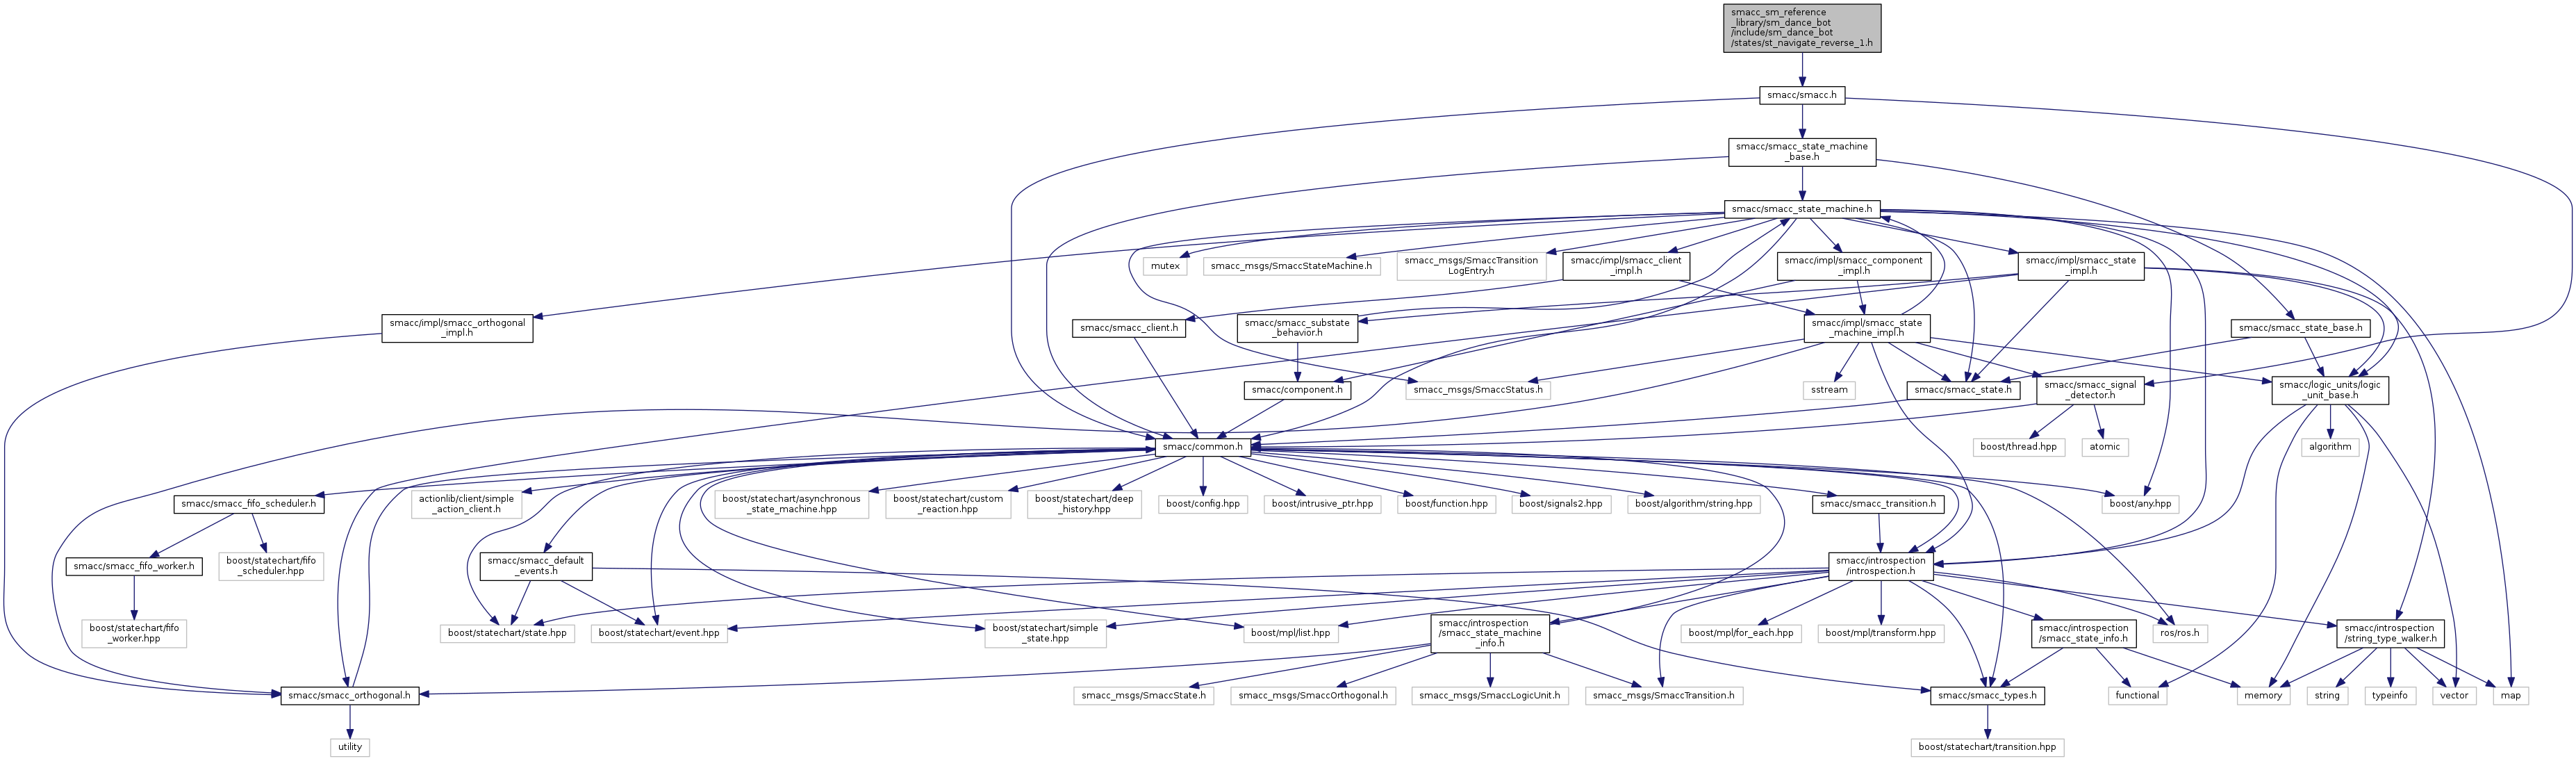 smacc_sm_reference
_library/sm_dance_bot
/include/sm_dance_bot
/states/st_navigate_reverse_1.h
smacc/smacc.h
smacc/smacc_state_machine
_base.h
smacc/smacc_state_machine.h
mutex
smacc_msgs/SmaccStateMachine.h
smacc_msgs/SmaccTransition
LogEntry.h
smacc/impl/smacc_client
_impl.h
smacc/impl/smacc_component
_impl.h
smacc/impl/smacc_state
_impl.h
smacc/impl/smacc_orthogonal
_impl.h
smacc/smacc_client.h
smacc/smacc_substate
_behavior.h
smacc/impl/smacc_state
_machine_impl.h
smacc/smacc_state_base.h
smacc/component.h
smacc_msgs/SmaccStatus.h
sstream
smacc/smacc_state.h
smacc/smacc_signal
_detector.h
smacc/logic_units/logic
_unit_base.h
smacc/common.h
boost/thread.hpp
atomic
algorithm
smacc/smacc_fifo_scheduler.h
actionlib/client/simple
_action_client.h
boost/statechart/asynchronous
_state_machine.hpp
boost/statechart/custom
_reaction.hpp
boost/statechart/deep
_history.hpp
boost/config.hpp
boost/intrusive_ptr.hpp
boost/function.hpp
boost/signals2.hpp
boost/algorithm/string.hpp
smacc/smacc_transition.h
boost/any.hpp
smacc/smacc_fifo_worker.h
boost/statechart/fifo
_scheduler.hpp
smacc/smacc_default
_events.h
smacc/introspection
/introspection.h
boost/statechart/fifo
_worker.hpp
boost/statechart/state.hpp
boost/statechart/event.hpp
boost/statechart/simple
_state.hpp
boost/mpl/list.hpp
smacc/introspection
/smacc_state_machine
_info.h
boost/mpl/for_each.hpp
boost/mpl/transform.hpp
smacc/introspection
/smacc_state_info.h
ros/ros.h
smacc/introspection
/string_type_walker.h
smacc/smacc_orthogonal.h
smacc_msgs/SmaccState.h
smacc_msgs/SmaccOrthogonal.h
smacc_msgs/SmaccLogicUnit.h
smacc_msgs/SmaccTransition.h
smacc/smacc_types.h
functional
memory
string
typeinfo
vector
map
utility
boost/statechart/transition.hpp